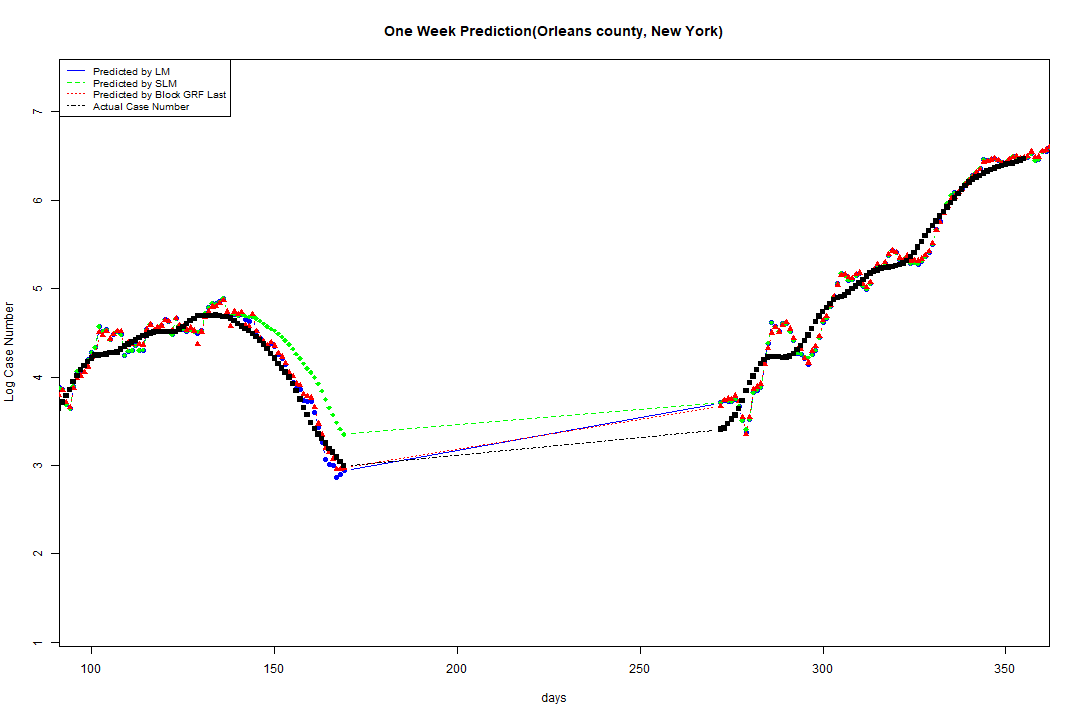 One Week Prediction(Orleans county, New York)
Predicted by LM
Predicted by SLM
Predicted by Block GRF Last
Actual Case Number
Log Case Number
7
6
5
4
3
2
1
100 150 200 250 300 350
days